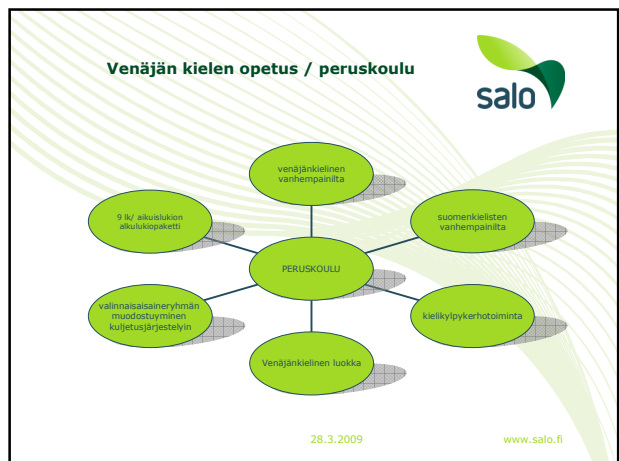 Venäjän kielen opetus / peruskoulu
salo
venäjänkielinen
vanhempainilta
9 lk/ aikuislukion
alkulukiopaketti
suomenkielisten
vanhempainilta
PERUSKOULU
valinnaisaineryhmän
muodostuyminen
kuljetusjärjestelyin
kielikylpykerhotoiminta
Venäjänkielinen luokka
28.3.2009
www.salo.fi